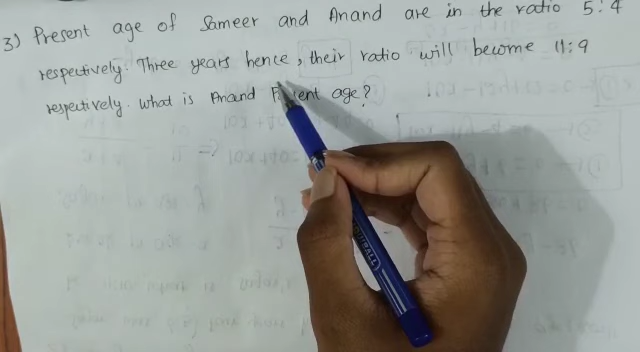 3) Present age of Sameer and Anand are in the ratio 5:4
respectively. Three years hence, their ratio will become 11:9
respectively. what is Anand age?